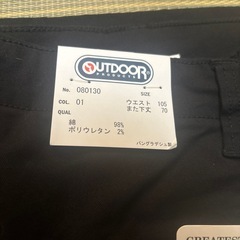 OUTDOOR
PRODUCTS
No. 080130 SIZE
COL. 01 ウエスト 105
また下丈 70
QUAL
綿 98%
ポリウレタン 2%
バングラデシュ製
GREATEST